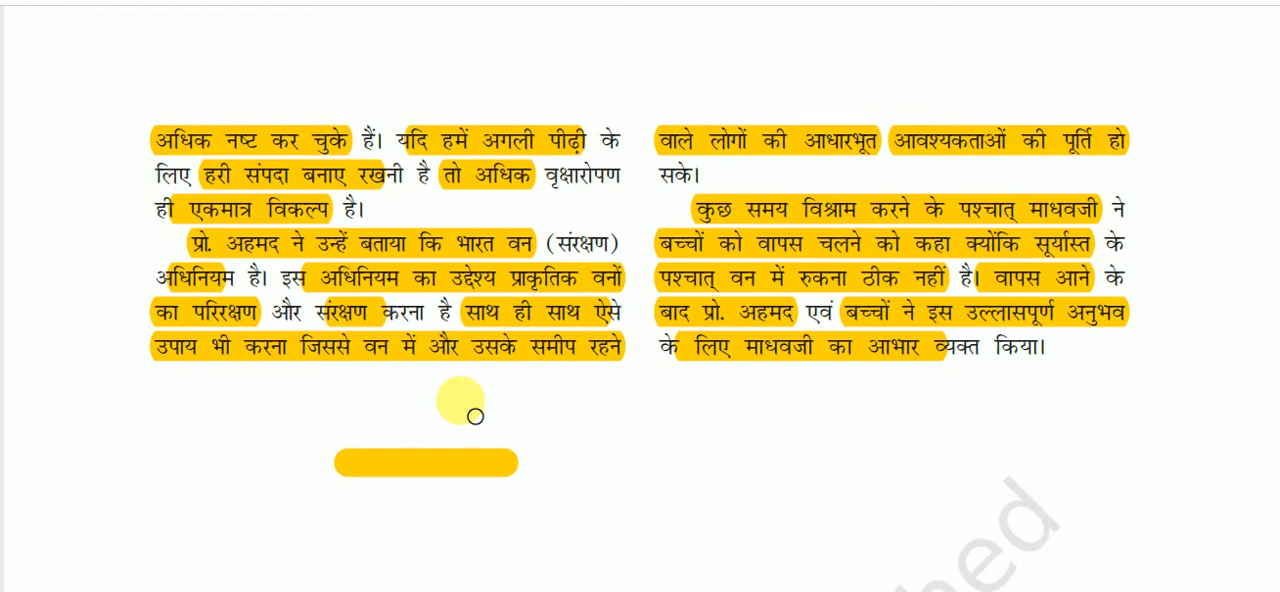 अधिक नष्ट कर चुके हैं। यदि हमें अगली पीढ़ी के
लिए हरी संपदा बनाए रखनी है तो अधिक वृक्षारोपण
ही एकमात्र विकल्प है।
प्रो. अहमद ने उन्हें बताया कि भारत वन (संरक्षण)
अधिनियम है। इस अधिनियम का उद्देश्य प्राकृतिक वनों
का परिरक्षण और संरक्षण करना है साथ ही साथ ऐसे
उपाय भी करना जिससे वन में और उसके समीप रहने
वाले लोगों की आधारभूत आवश्यकताओं की पूर्ति हो
सके।
कुछ समय विश्राम करने के पश्चात् माधवजी ने
बच्चों को वापस चलने को कहा क्योंकि सूर्यास्त के
पश्चात् वन में रुकना ठीक नहीं है। वापस आने के
बाद प्रो. अहमद एवं बच्चों ने इस उल्लासपूर्ण अनुभव
के लिए माधवजी का आभार व्यक्त किया।